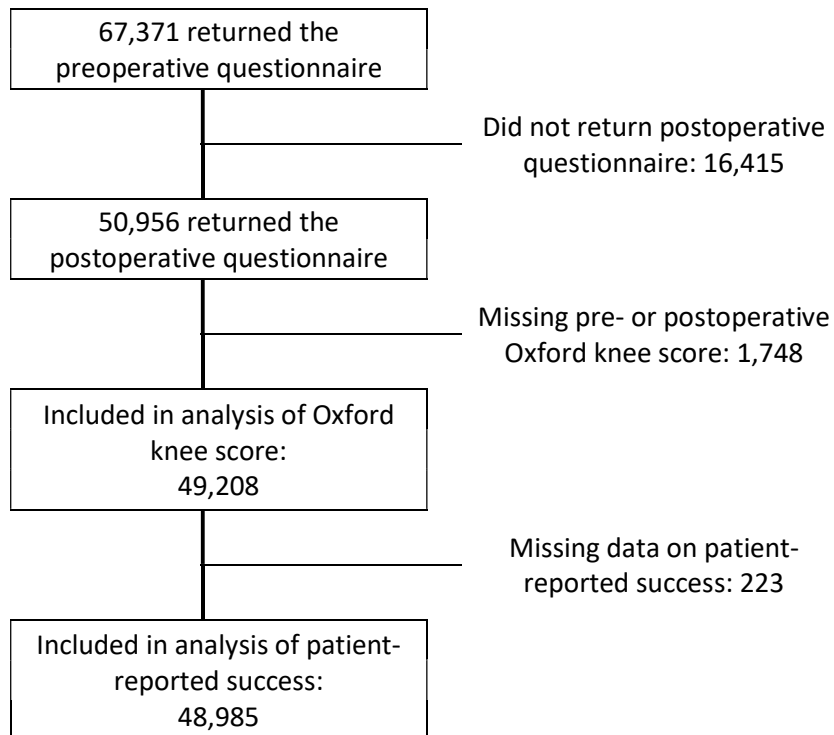 67,371 returned the
preoperative questionnaire
Did not return postoperative
questionnaire: 16,415
50,956 returned the
postoperative questionnaire
Missing pre- or postoperative
Oxford knee score: 1,748
Included in analysis of Oxford
knee score:
49,208
Missing data on patient-
reported success: 223
Included in analysis of patient-
reported success:
48,985